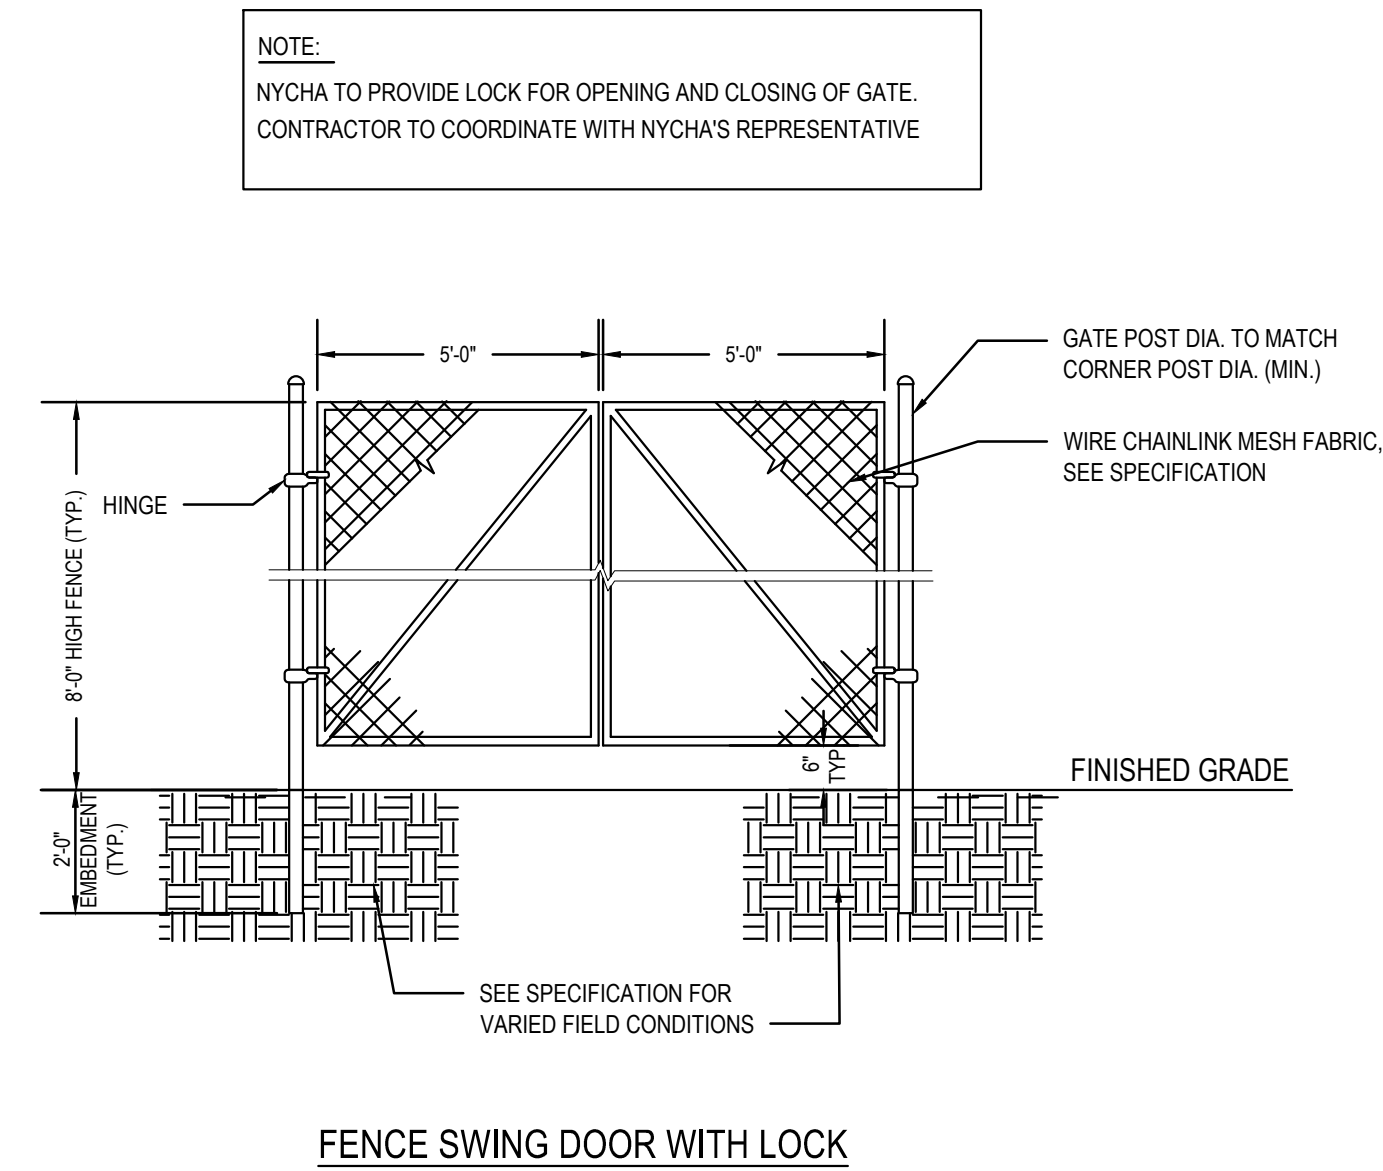 NOTE:
NYCHA TO PROVIDE LOCK FOR OPENING AND CLOSING OF GATE.
CONTRACTOR TO COORDINATE WITH NYCHA'S REPRESENTATIVE
5'-0"
5'-0"
GATE POST DIA. TO MATCH
CORNER POST DIA. (MIN.)
WIRE CHAINLINK MESH FABRIC,
SEE SPECIFICATION
HINGE
8'-0" HIGH FENCE (TYP.)
6"
TYP
FINISHED GRADE
2'-0"
EMBEDMENT
(TYP.)
SEE SPECIFICATION FOR
VARIED FIELD CONDITIONS
FENCE SWING DOOR WITH LOCK